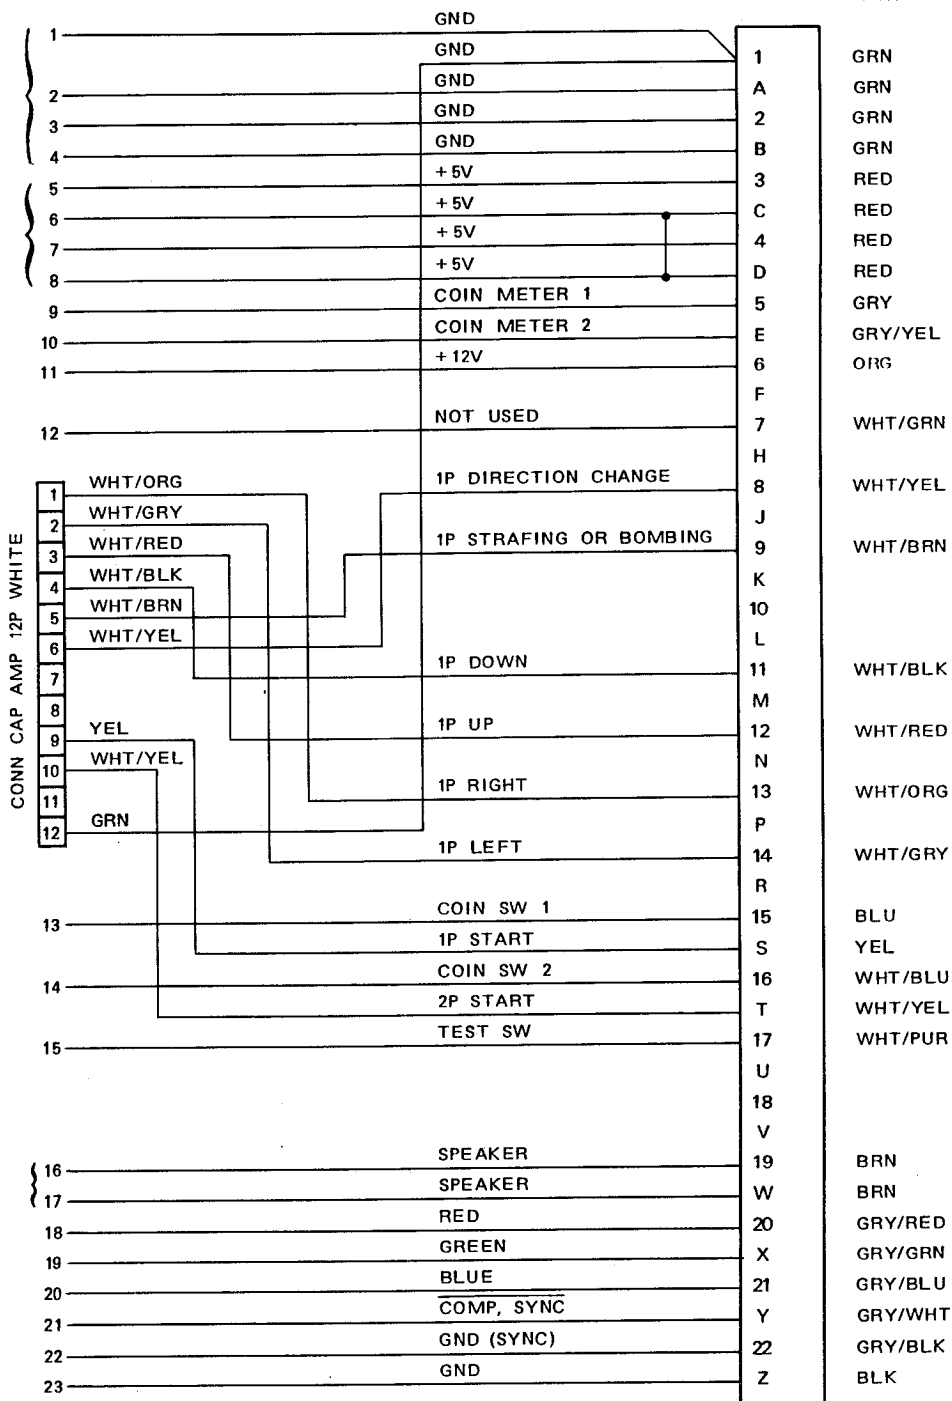 GND
1
GND 1 GRN
2 GND A GRN
3 GND 2 GRN
4 GND B GRN
5 +5V 3 RED
6 +5V C RED
7 +5V 4 RED
8 +5V D RED
9 COIN METER 1 5 GRY
10 COIN METER 2 E GRY/YEL
11 +12V 6 ORG
F
12 NOT USED 7 WHT/GRN
H
CONN CAP AMP 12P WHITE
1 WHT/ORG 1P DIRECTION CHANGE 8 WHT/YEL
2 WHT/GRY J
3 WHT/RED 1P STRAFING OR BOMBING 9 WHT/BRN
4 WHT/BLK K
5 WHT/BRN 10
6 WHT/YEL L
7 1P DOWN 11 WHT/BLK
8 M
9 YEL 1P UP 12 WHT/RED
10 WHT/YEL N
11 1P RIGHT 13 WHT/ORG
12 GRN P
1P LEFT 14 WHT/GRY
R
13 COIN SW 1 15 BLU
1P START S YEL
14 COIN SW 2 16 WHT/BLU
2P START T WHT/YEL
15 TEST SW 17 WHT/PUR
U
18
V
16 SPEAKER 19 BRN
17 SPEAKER W BRN
18 RED 20 GRY/RED
19 GREEN X GRY/GRN
20 BLUE 21 GRY/BLU
21 COMP, SYNC Y GRY/WHT
22 GND (SYNC) 22 GRY/BLK
23 GND Z BLK